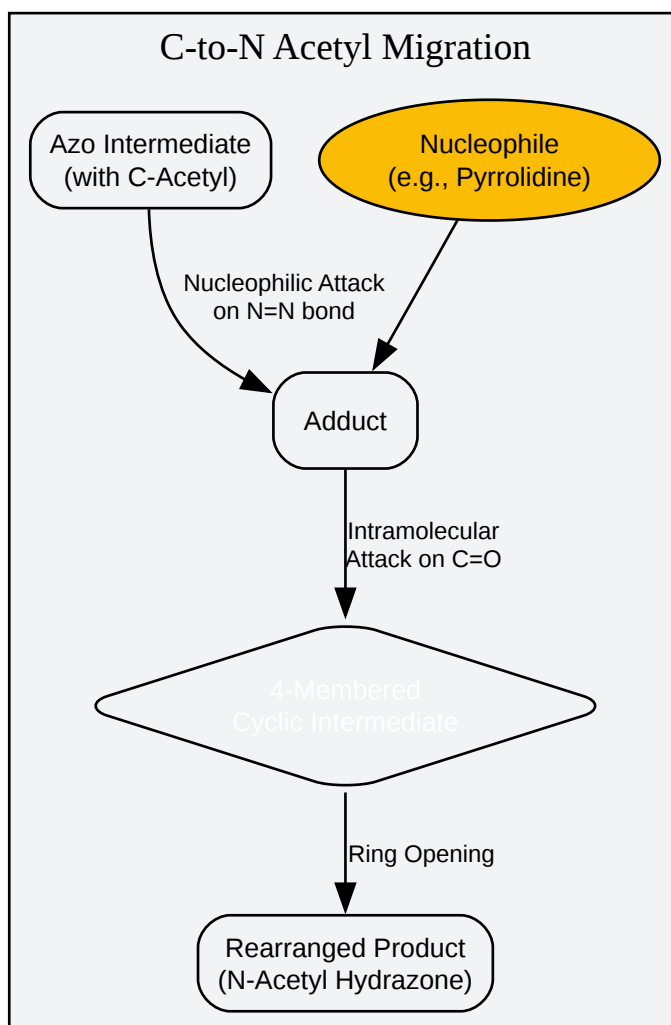 C-to-N Acetyl Migration
Azo Intermediate
(with C-Acetyl)
Nucleophile
(e.g., Pyrrolidine)
Nucleophilic Attack
on N=N bond
Adduct
Intramolecular
Attack on C=O
4-Membered
Cyclic Intermediate
Ring Opening
Rearranged Product
(N-Acetyl Hydrazone)